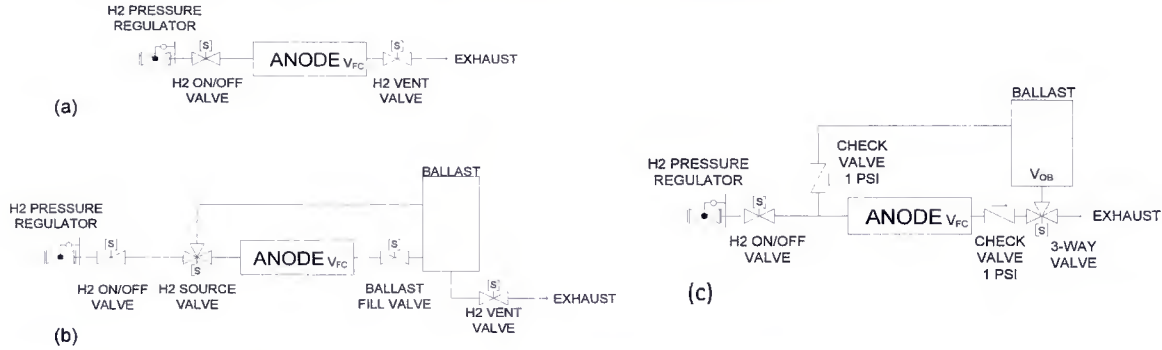 H2 PRESSURE
REGULATOR
[S]
ANODE VFC
[S]
EXHAUST
H2 ON/OFF
VALVE
H2 VENT
VALVE
(a)
BALLAST
H2 PRESSURE
REGULATOR
[S]
[S]
ANODE VFC
[S]
H2 ON/OFF
VALVE
H2 SOURCE
VALVE
BALLAST
FILL VALVE
[S]
EXHAUST
H2 VENT
VALVE
(b)
BALLAST
CHECK
VALVE
1 PSI
H2 PRESSURE
REGULATOR
VOB
[S]
ANODE VFC
EXHAUST
[S]
H2 ON/OFF
VALVE
CHECK
VALVE
1 PSI
3-WAY
VALVE
(c)